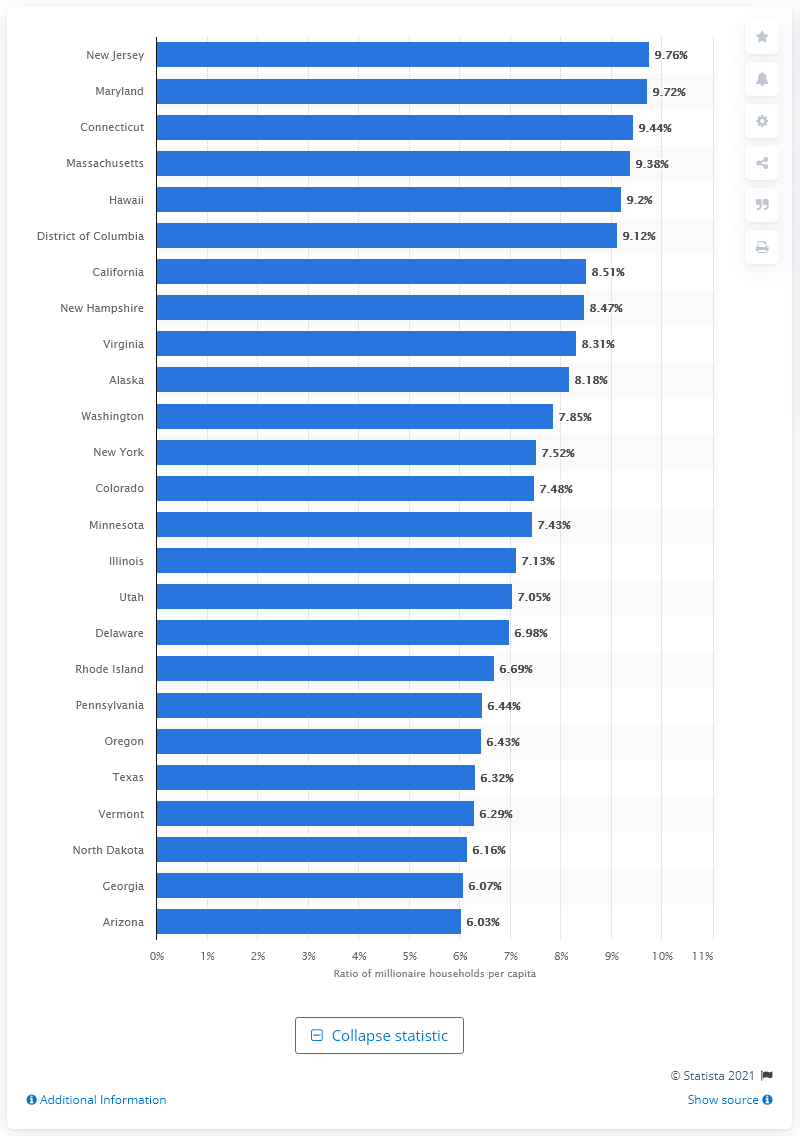 New Jersey 9.76%
Maryland 9.72%
Connecticut 9.44%
Massachusetts 9.38%
Hawaii 9.2%
District of Columbia 9.12%
California 8.51%
New Hampshire 8.47%
Virginia 8.31%
Alaska 8.18%
Washington 7.85%
New York 7.52%
Colorado 7.48%
Minnesota 7.43%
Illinois 7.13%
Utah 7.05%
Delaware 6.98%
Rhode Island 6.69%
Pennsylvania 6.44%
Oregon 6.43%
Texas 6.32%
Vermont 6.29%
North Dakota 6.16%
Georgia 6.07%
Arizona 6.03%
0% 1% 2% 3% 4% 5% 6% 7% 8% 9% 10% 11%
Ratio of millionaire households per capita
Collapse statistic
© Statista 2021
Additional Information Show source